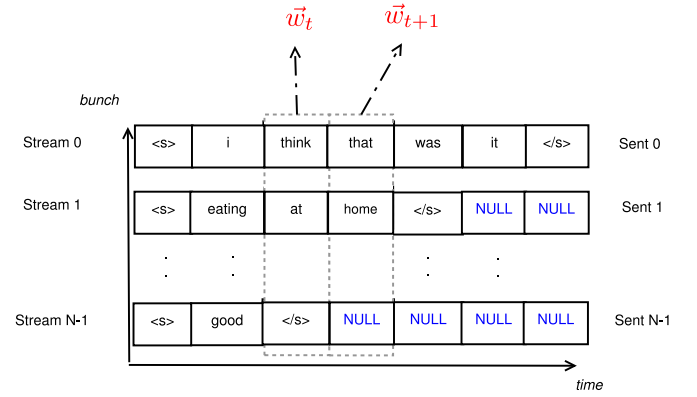 w⃗_t w⃗_{t+1}
bunch
Stream 0 <s> i think that was it </s> Sent 0
Stream 1 <s> eating at home </s> NULL NULL Sent 1
Stream N-1 <s> good </s> NULL NULL NULL NULL Sent N-1
time